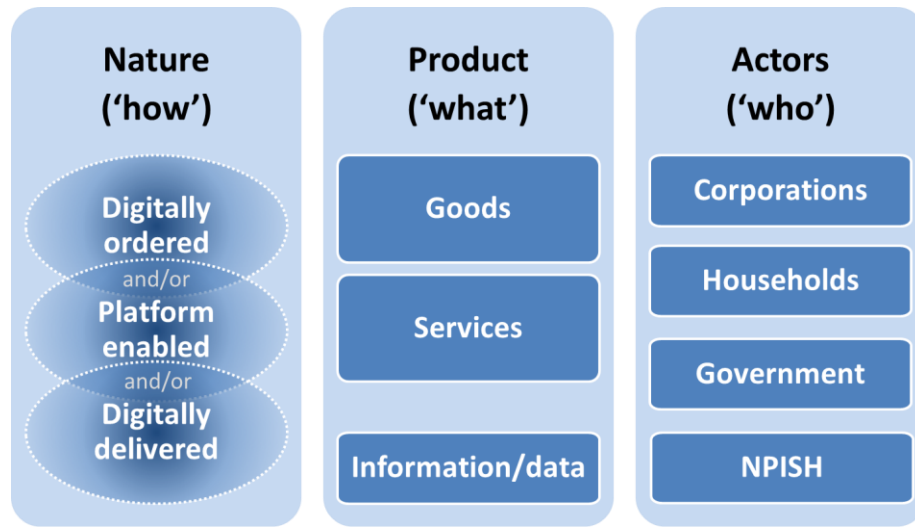 Nature
(‘how’)
Digitally
ordered
and/or
Platform
enabled
and/or
Digitally
delivered
Product
(‘what’)
Goods
Services
Information/data
Actors
(‘who’)
Corporations
Households
Government
NPISH